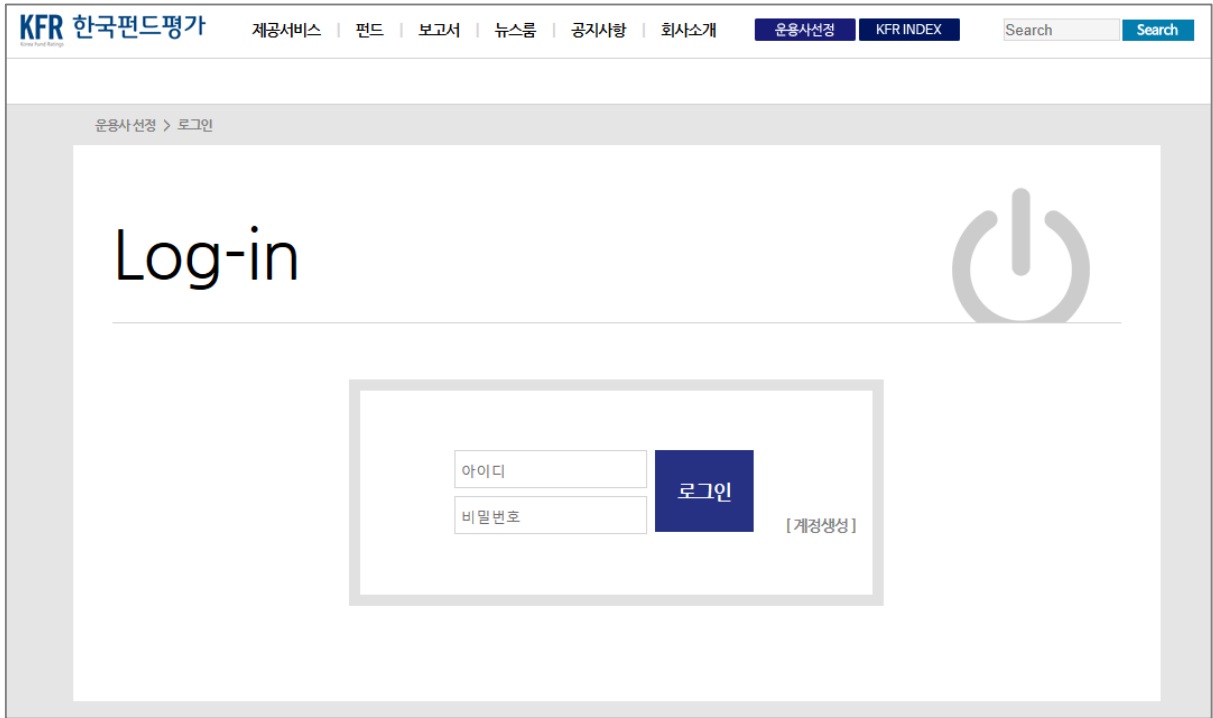 KFR 한국펀드평가
Korea Fund Ratings
제공서비스 | 펀드 | 보고서 | 뉴스룸 | 공지사항 | 회사소개
운용사선정
KFR INDEX
Search
Search
운용사 선정 > 로그인
Log-in
아이디
비밀번호
로그인
[ 계정생성 ]